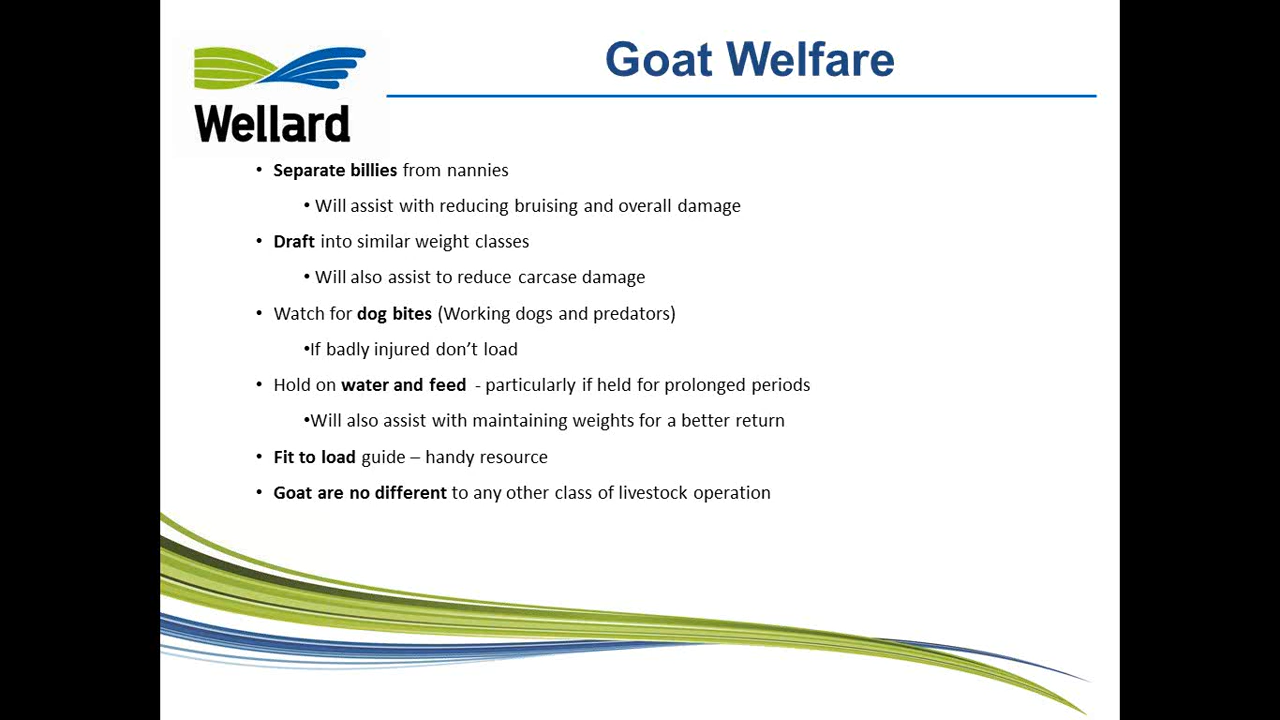 Goat Welfare
Wellard
• Separate billies from nannies
• Will assist with reducing bruising and overall damage
• Draft into similar weight classes
• Will also assist to reduce carcase damage
• Watch for dog bites (Working dogs and predators)
•If badly injured don’t load
• Hold on water and feed - particularly if held for prolonged periods
•Will also assist with maintaining weights for a better return
• Fit to load guide – handy resource
• Goat are no different to any other class of livestock operation